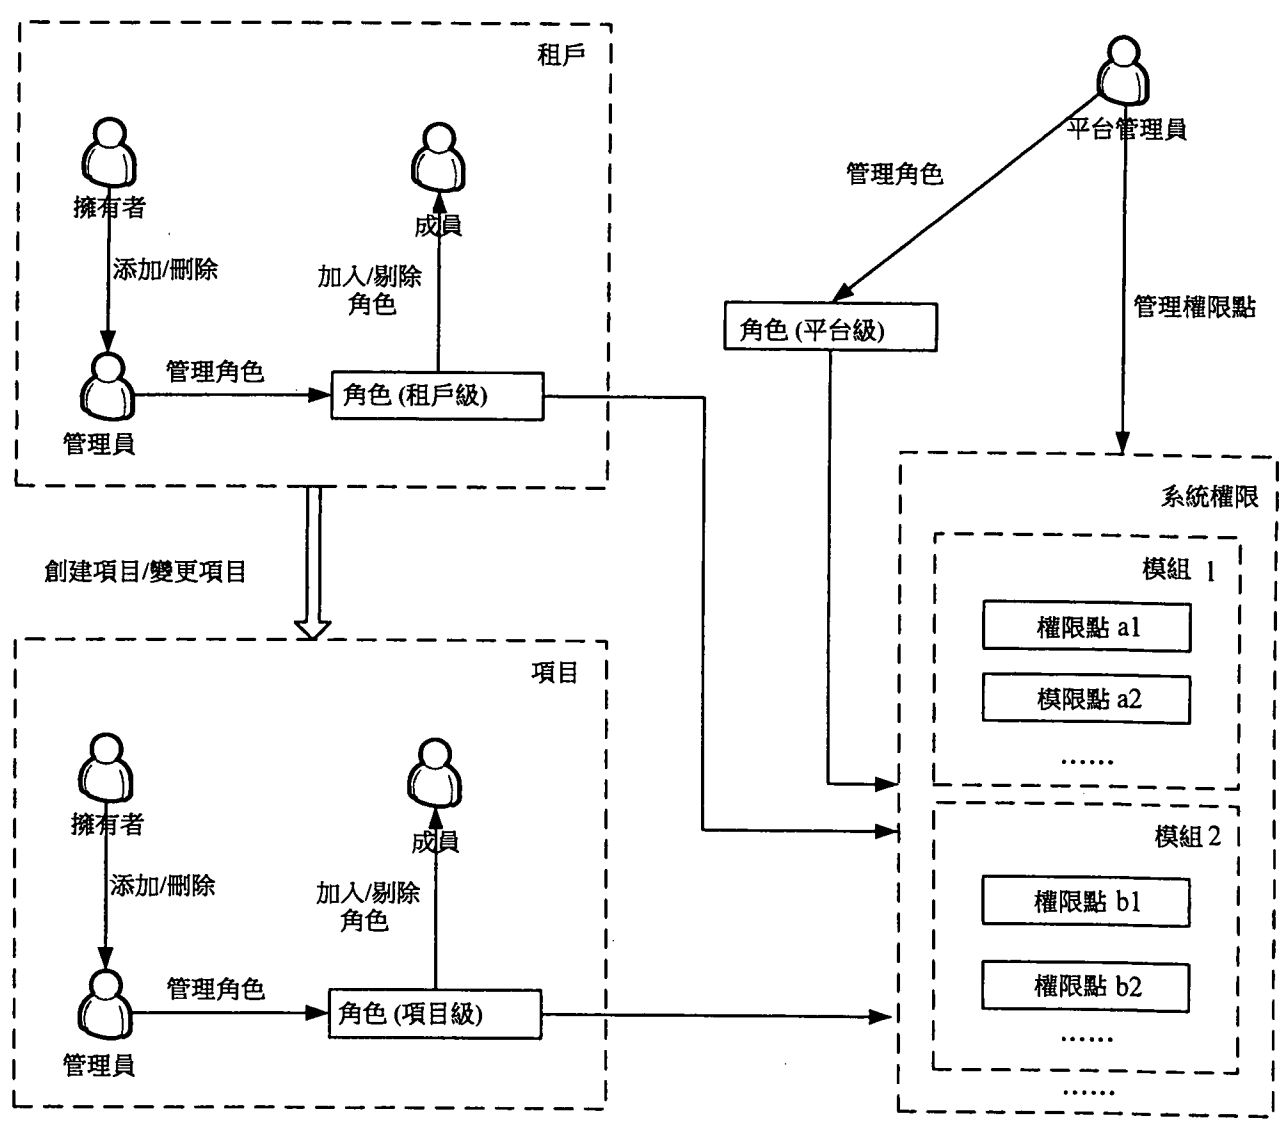 租戶
擁有者
成員
添加/刪除
加入/剔除
角色
管理角色
角色 (租戶級)
管理員
創建項目/變更項目
項目
擁有者
成員
添加/刪除
加入/剔除
角色
管理角色
角色 (項目級)
管理員
平台管理員
管理角色
管理權限點
角色 (平台級)
系統權限
模組 1
權限點 a1
模限點 a2
......
模組 2
權限點 b1
權限點 b2
......
......